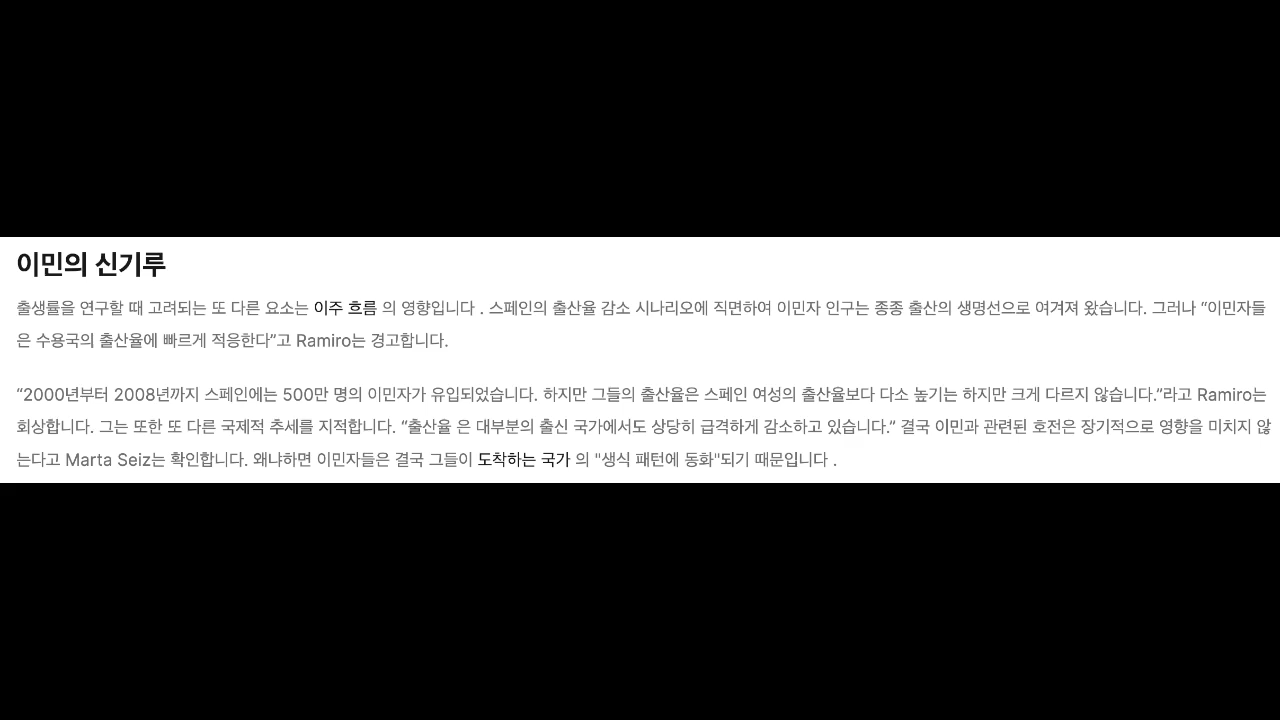 이민의 신기루
출생률을 연구할 때 고려되는 또 다른 요소는 이주 흐름 의 영향입니다 . 스페인의 출산율 감소 시나리오에 직면하여 이민자 인구는 종종 출산의 생명선으로 여겨져 왔습니다. 그러나 “이민자들
은 수용국의 출산율에 빠르게 적응한다”고 Ramiro는 경고합니다.
“2000년부터 2008년까지 스페인에는 500만 명의 이민자가 유입되었습니다. 하지만 그들의 출산율은 스페인 여성의 출산율보다 다소 높기는 하지만 크게 다르지 않습니다.”라고 Ramiro는
회상합니다. 그는 또한 또 다른 국제적 추세를 지적합니다. “출산율 은 대부분의 출신 국가에서도 상당히 급격하게 감소하고 있습니다.” 결국 이민과 관련된 호전은 장기적으로 영향을 미치지 않
는다고 Marta Seiz는 확인합니다. 왜냐하면 이민자들은 결국 그들이 도착하는 국가 의 "생식 패턴에 동화"되기 때문입니다 .